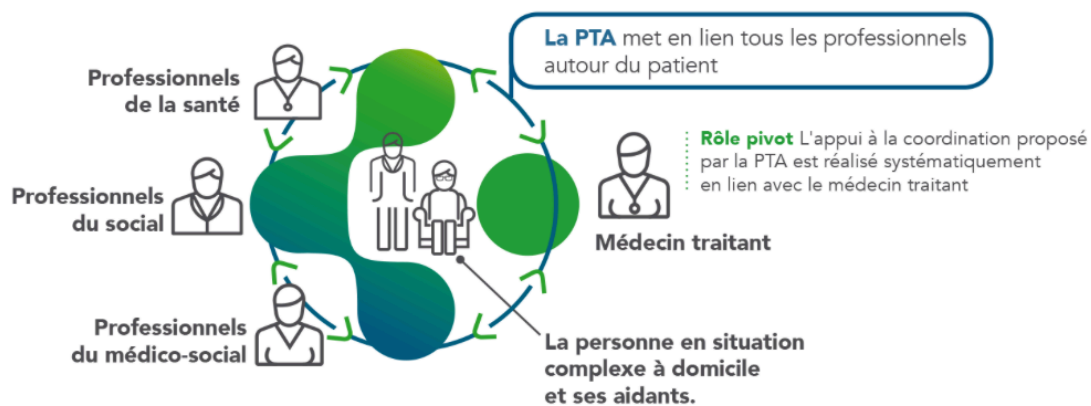 La PTA met en lien tous les professionnels
autour du patient
Professionnels
de la santé
Rôle pivot L'appui à la coordination proposé
par la PTA est réalisé systématiquement
en lien avec le médecin traitant
Professionnels
du social
Médecin traitant
Professionnels
du médico-social
La personne en situation
complexe à domicile
et ses aidants.